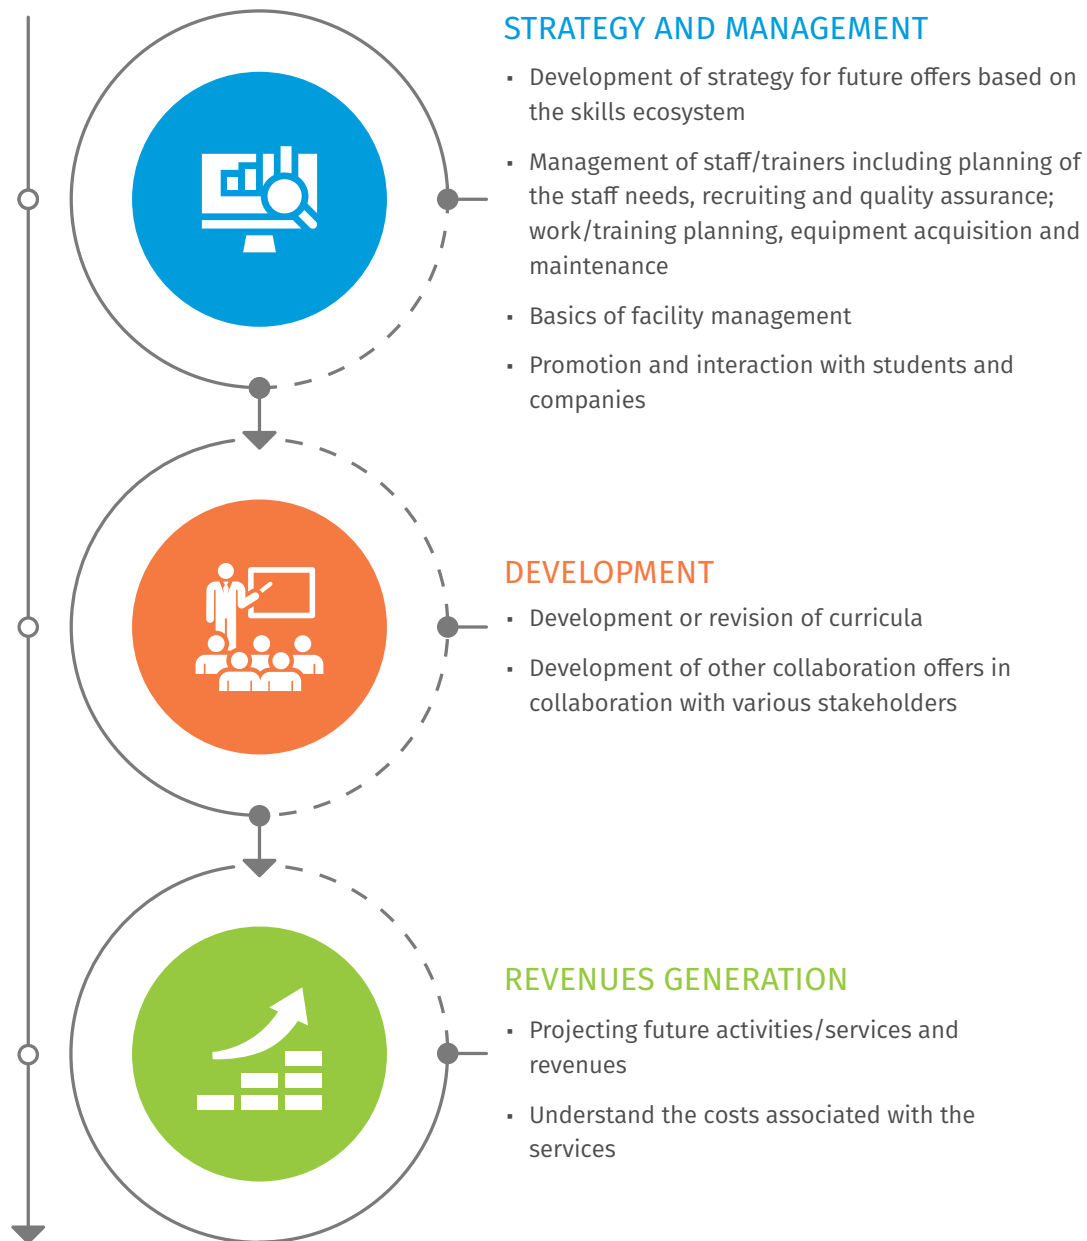 STRATEGY AND MANAGEMENT
▪ Development of strategy for future offers based on
the skills ecosystem
▪ Management of staff/trainers including planning of
the staff needs, recruiting and quality assurance;
work/training planning, equipment acquisition and
maintenance
▪ Basics of facility management
▪ Promotion and interaction with students and
companies
DEVELOPMENT
▪ Development or revision of curricula
▪ Development of other collaboration offers in
collaboration with various stakeholders
REVENUES GENERATION
▪ Projecting future activities/services and
revenues
▪ Understand the costs associated with the
services